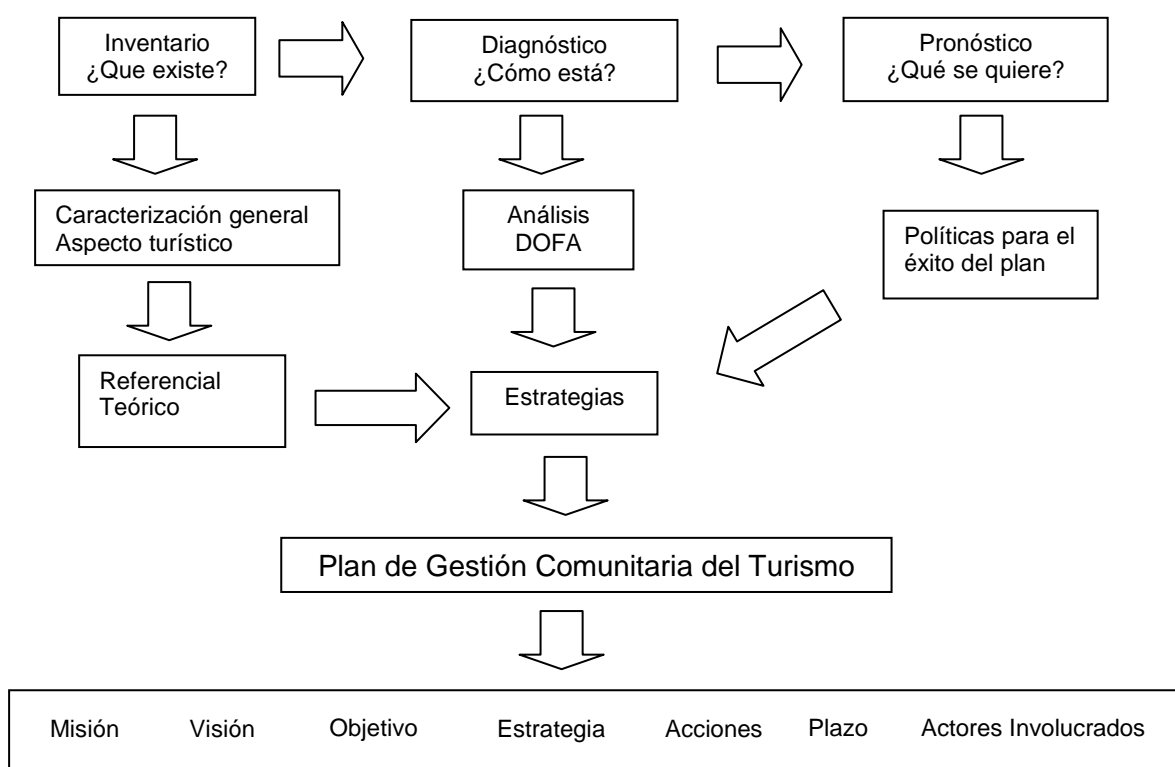 Inventario
¿Que existe?
Diagnóstico
¿Cómo está?
Pronóstico
¿Qué se quiere?
Caracterización general
Aspecto turístico
Análisis
DOFA
Políticas para el
éxito del plan
Referencial
Teórico
Estrategias
Plan de Gestión Comunitaria del Turismo
Misión Visión Objetivo Estrategia Acciones Plazo Actores Involucrados